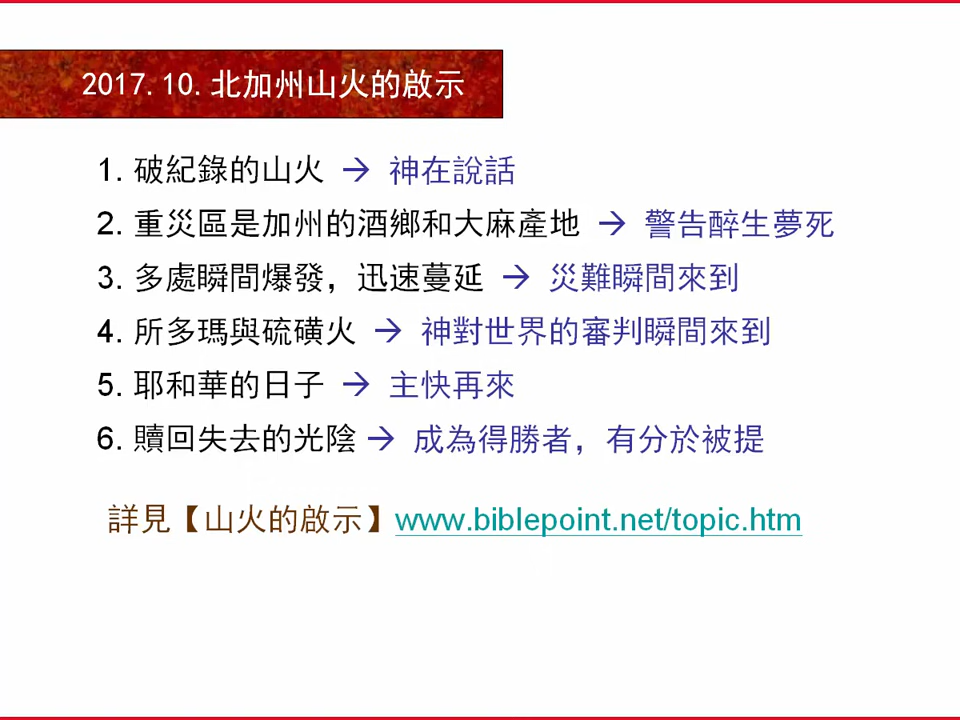 2017. 10. 北加州山火的啟示
1. 破紀錄的山火 → 神在說話
2. 重災區是加州的酒鄉和大麻產地 → 警告醉生夢死
3. 多處瞬間爆發，迅速蔓延 → 災難瞬間來到
4. 所多瑪與硫磺火 → 神對世界的審判瞬間來到
5. 耶和華的日子 → 主快再來
6. 贖回失去的光陰 → 成為得勝者，有分於被提
詳見【山火的啟示】www.biblepoint.net/topic.htm